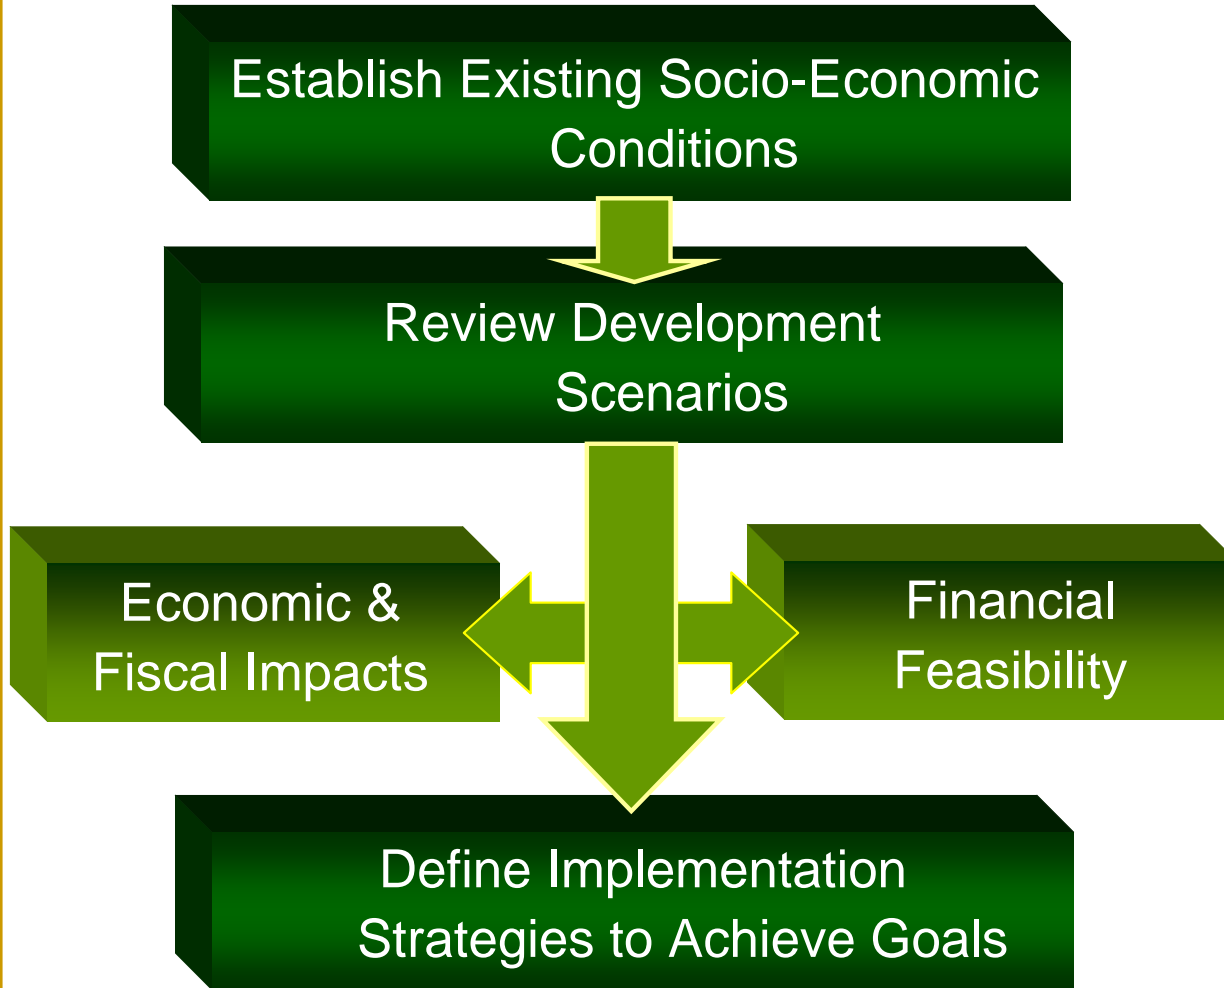 Establish Existing Socio-Economic
Conditions
Review Development
Scenarios
Economic &
Fiscal Impacts
Financial
Feasibility
Define Implementation
Strategies to Achieve Goals